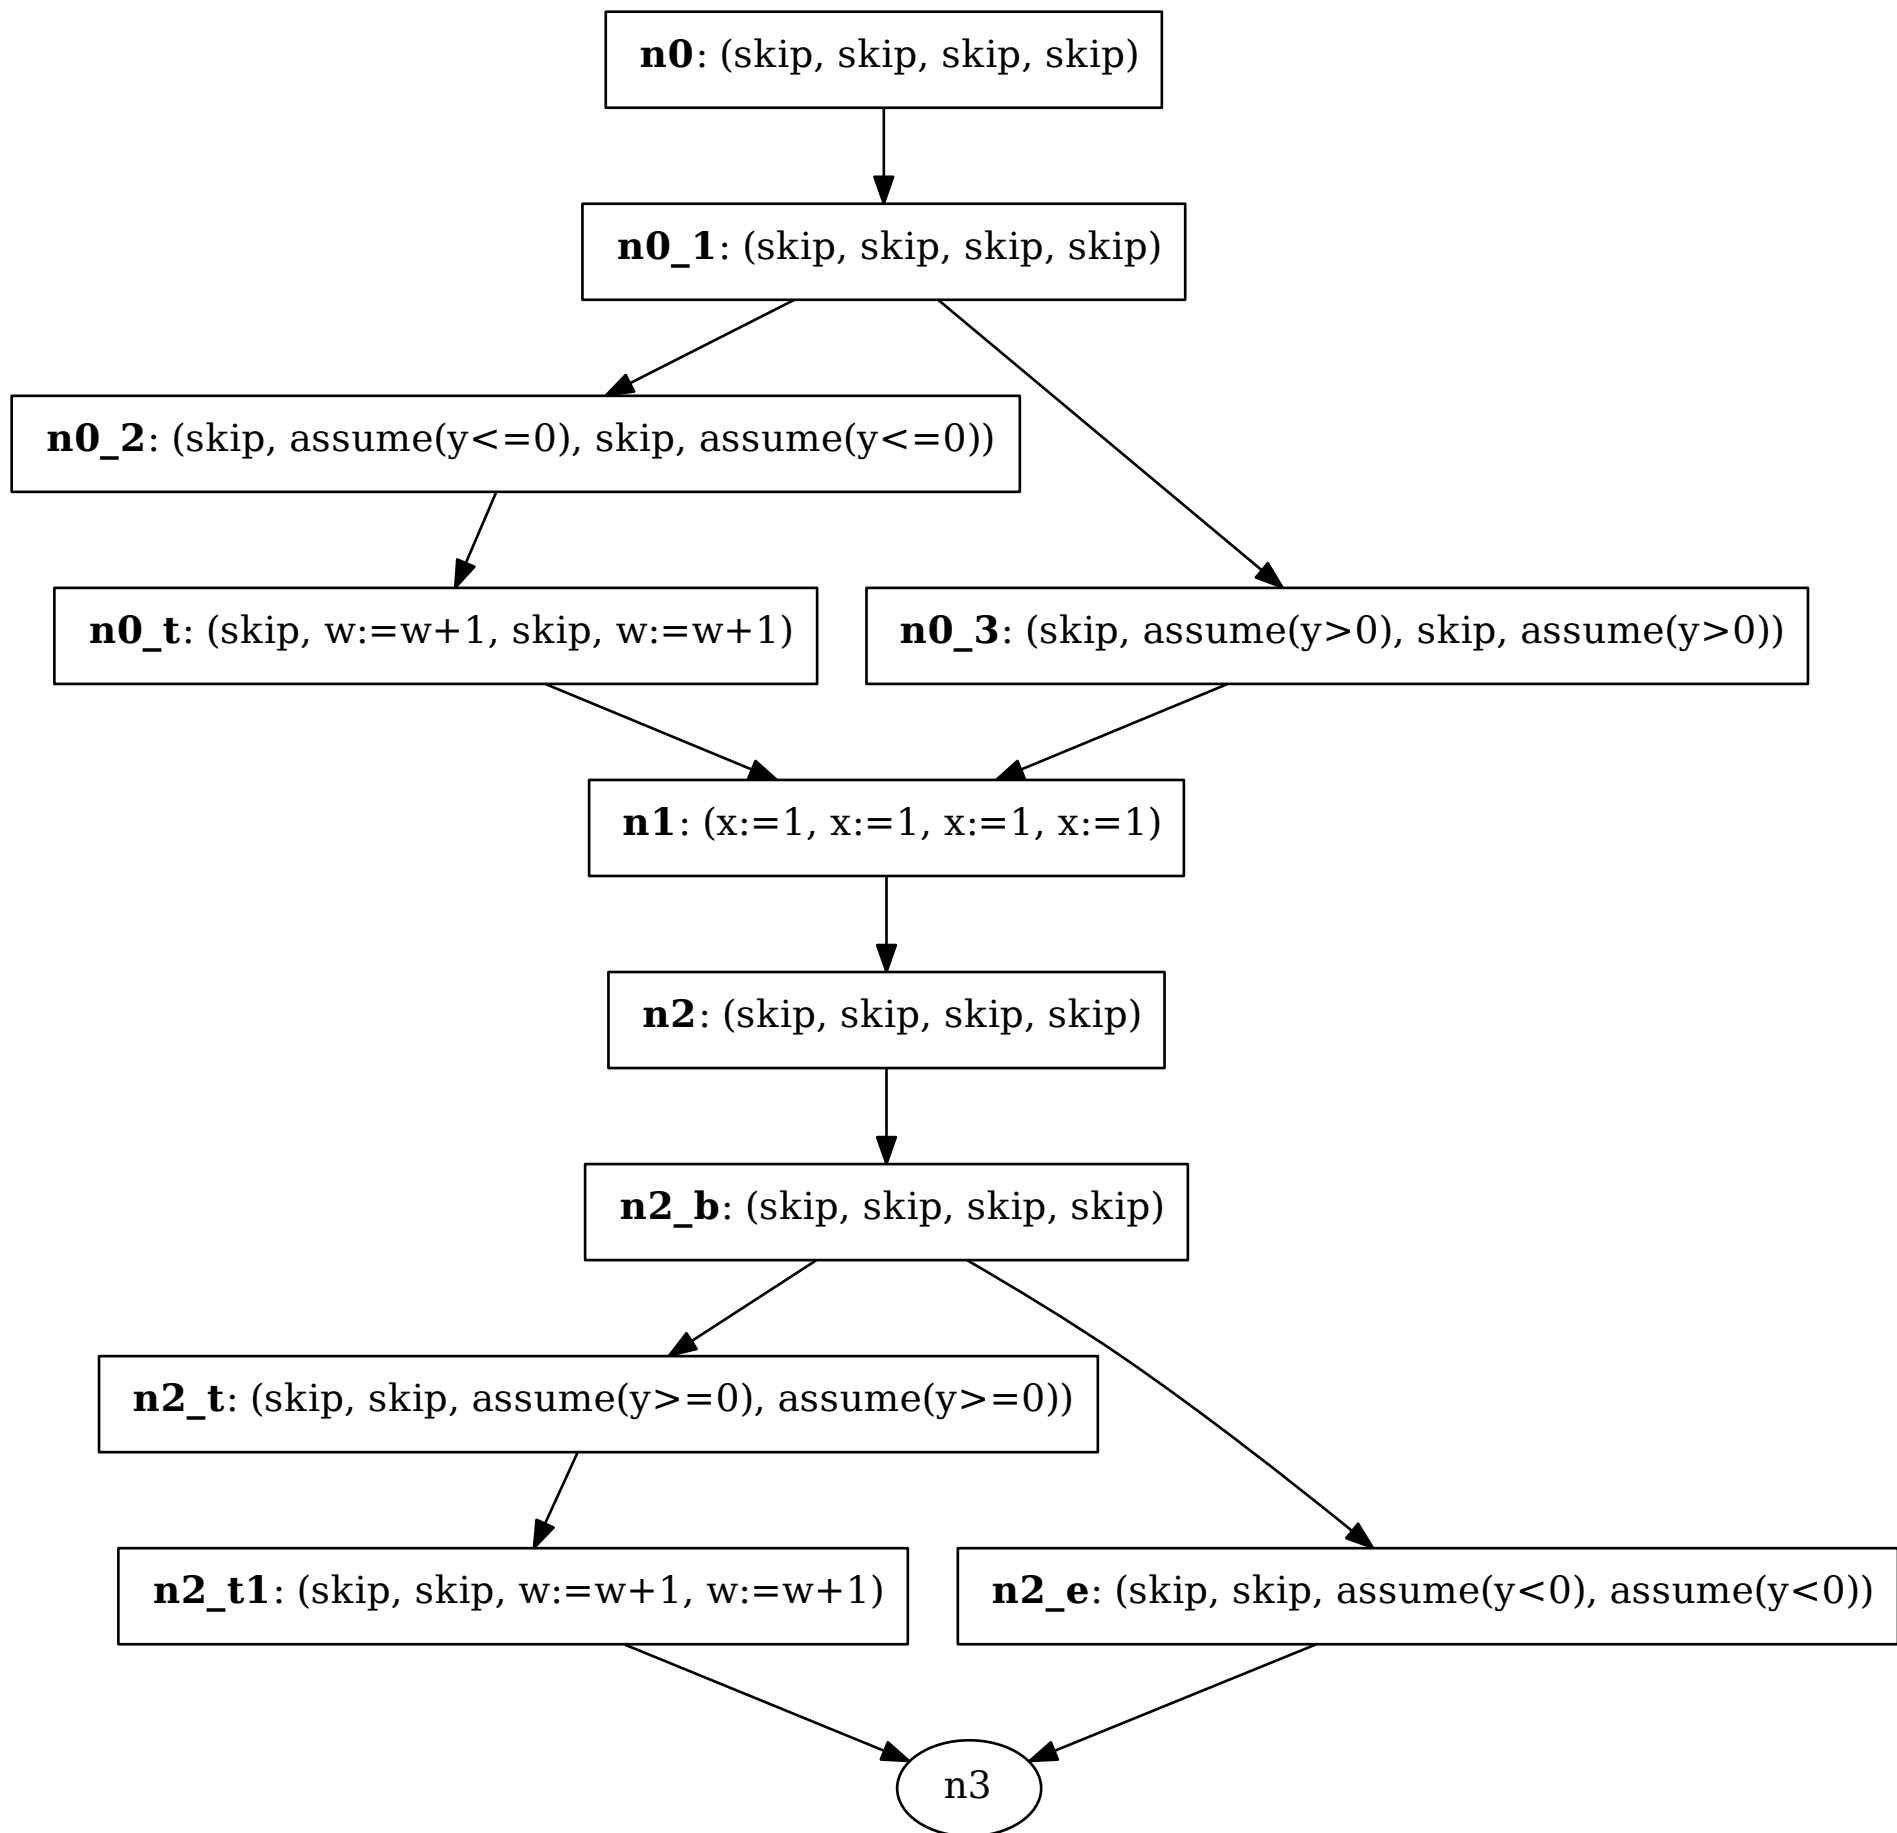 n0: (skip, skip, skip, skip)
n0_1: (skip, skip, skip, skip)
n0_2: (skip, assume(y<=0), skip, assume(y<=0))
n0_t: (skip, w:=w+1, skip, w:=w+1)
n0_3: (skip, assume(y>0), skip, assume(y>0))
n1: (x:=1, x:=1, x:=1, x:=1)
n2: (skip, skip, skip, skip)
n2_b: (skip, skip, skip, skip)
n2_t: (skip, skip, assume(y>=0), assume(y>=0))
n2_t1: (skip, skip, w:=w+1, w:=w+1)
n2_e: (skip, skip, assume(y<0), assume(y<0))
n3